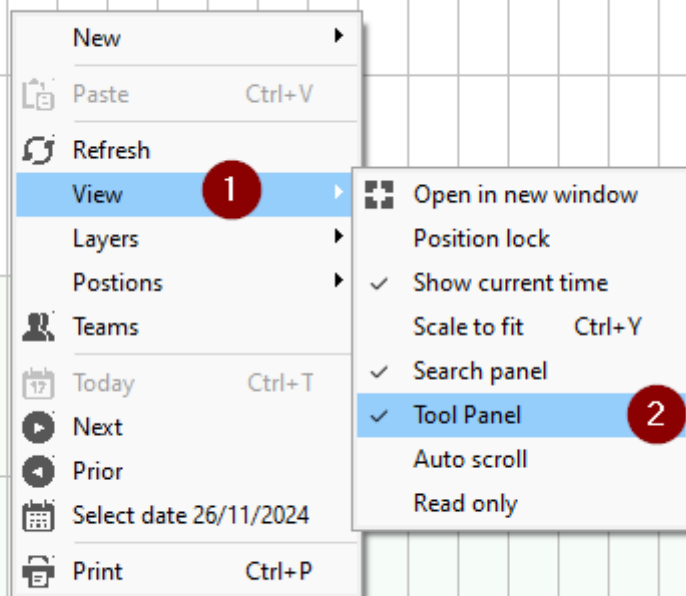 New
Paste Ctrl+V
Refresh
View 1
Layers
Postions
Teams
Today Ctrl+T
17
Next
Prior
Select date 26/11/2024
Print Ctrl+P
Open in new window
Position lock
Show current time
Scale to fit Ctrl+Y
Search panel
Tool Panel 2
Auto scroll
Read only